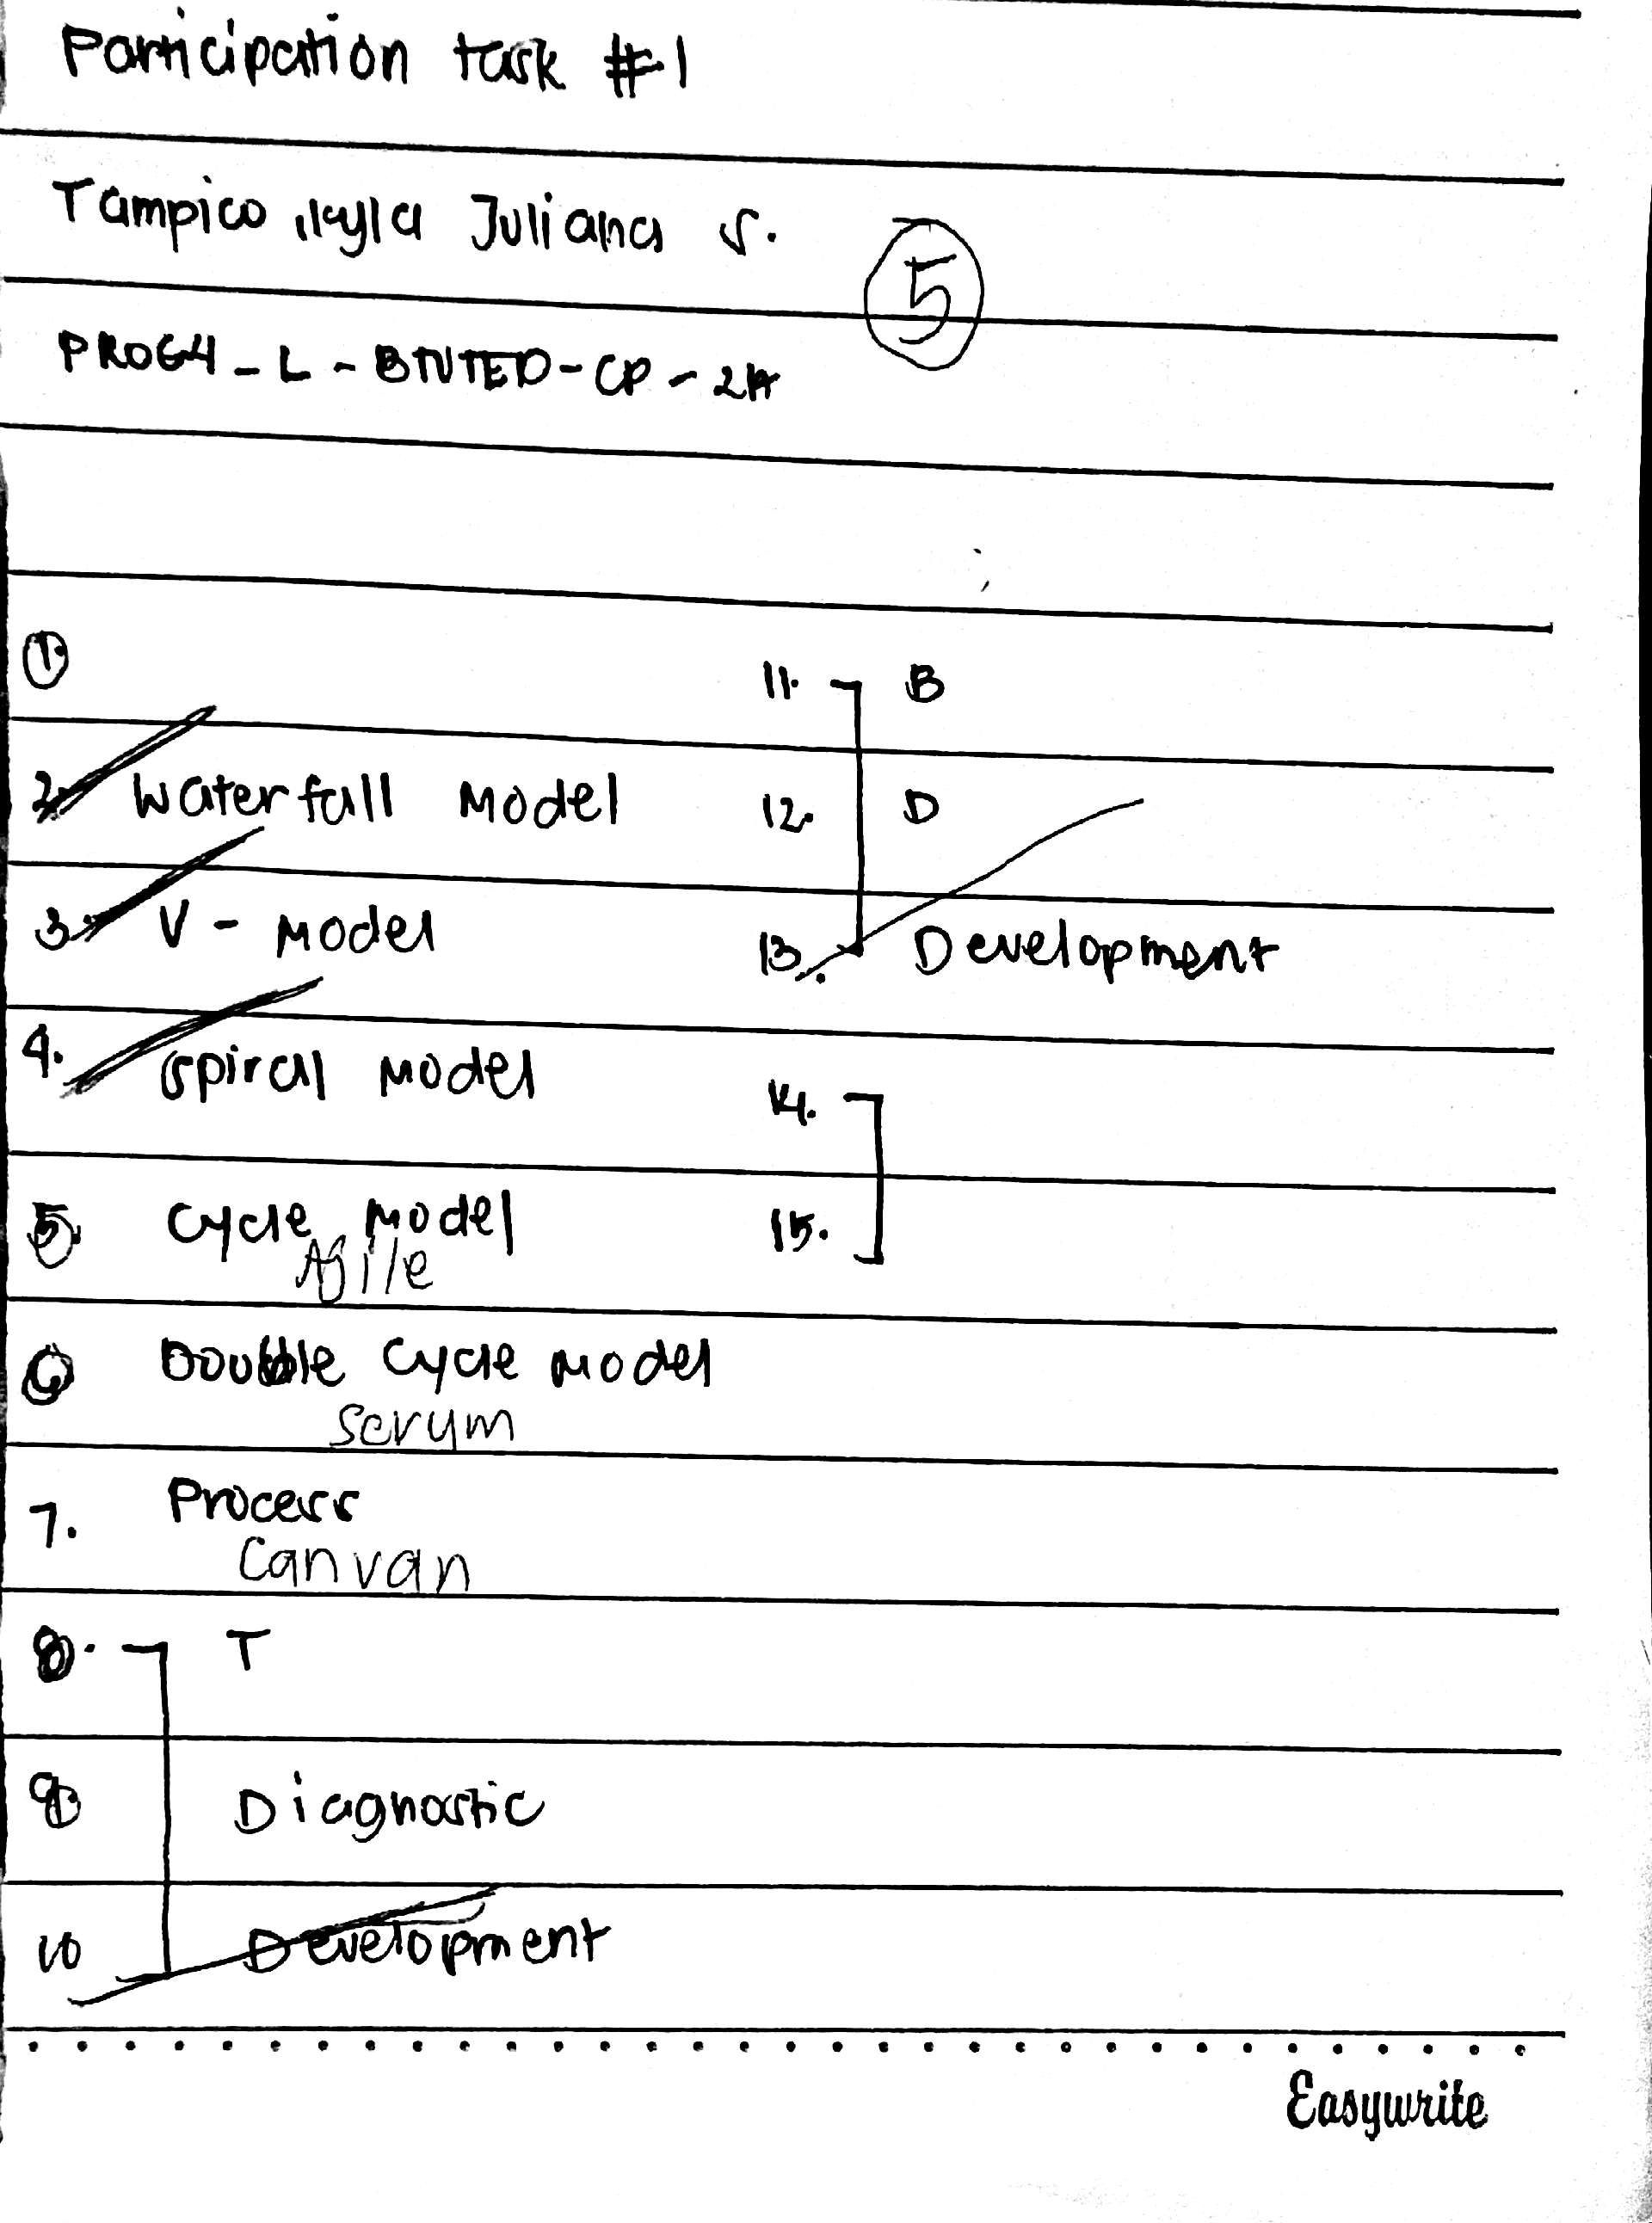 Participation task #1
Tampico, Kyla Juliana S.
5
PROG4-L-BTVTED-CP-2A
1.
2. Waterfall Model
3. V-Model
4. Spiral Model
5. Cycle Model
Agile
6 Double Cycle Model
Scrum
7. Process
Canvan
8. T
9. Diagnostic
10 Development
11. B
12. D
13. Development
14.
15.
Easywrite